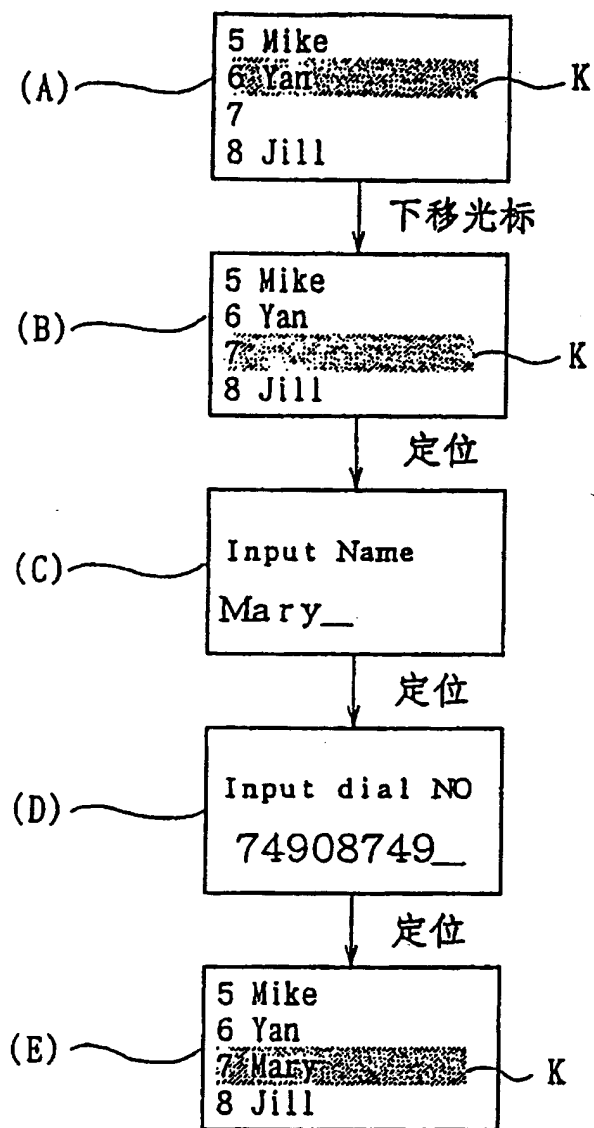 5 Mike
(A) 6 Yan K
7
8 Jill
下移光标
5 Mike
(B) 6 Yan
7 K
8 Jill
定位
(C) Input Name
Mary_
定位
(D) Input dial NO
74908749_
定位
5 Mike
6 Yan
(E) 7 Mary K
8 Jill